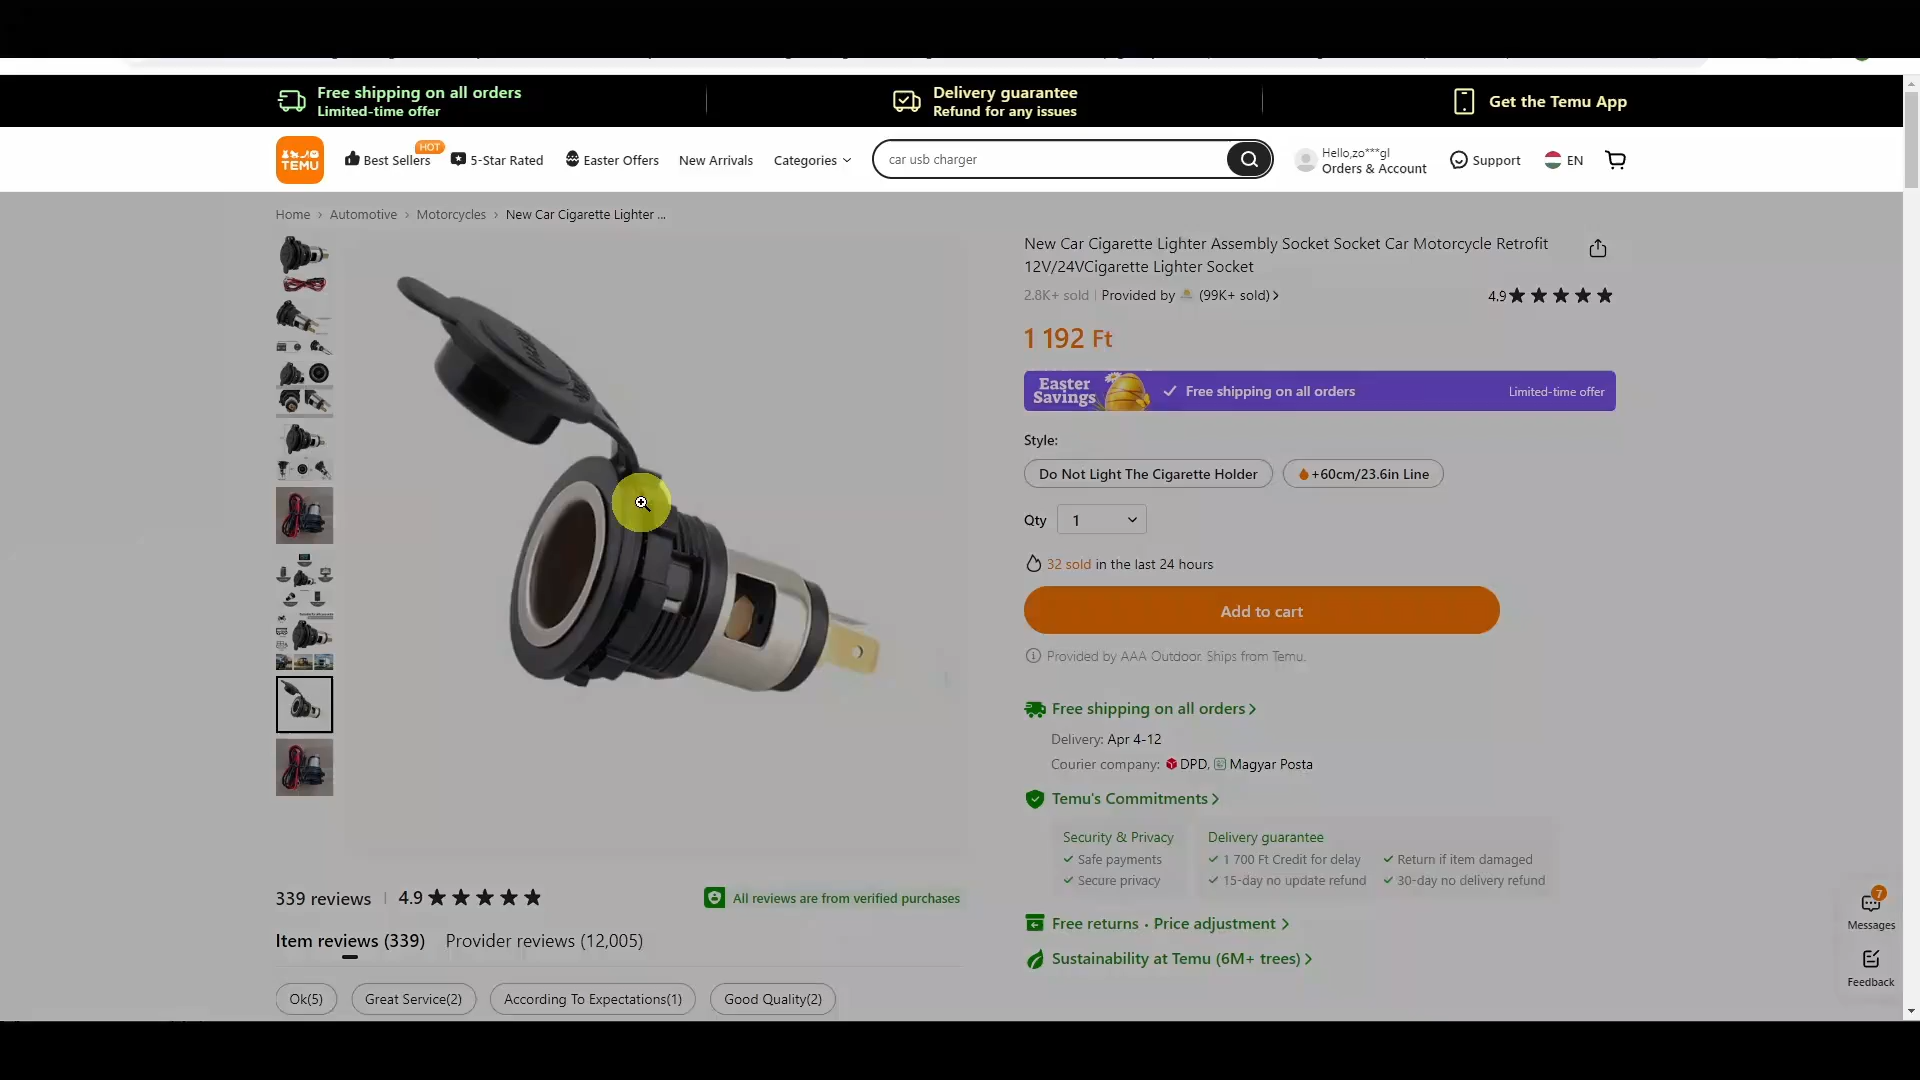 Free shipping on all orders
Limited-time offer
Delivery guarantee
Refund for any issues
Get the Temu App
TEMU
Best Sellers
HOT
5-Star Rated
Easter Offers
New Arrivals
Categories
car usb charger
Hello,zo***gl
Orders & Account
Support
EN
Home › Automotive › Motorcycles › New Car Cigarette Lighter ...
New Car Cigarette Lighter Assembly Socket Socket Car Motorcycle Retrofit
12V/24VCigarette Lighter Socket
2.8K+ sold | Provided by (99K+ sold) >
4.9
1 192 Ft
Easter
Savings
Free shipping on all orders
Limited-time offer
Style:
Do Not Light The Cigarette Holder
+60cm/23.6in Line
Qty
1
32 sold in the last 24 hours
Add to cart
Provided by AAA Outdoor. Ships from Temu.
Free shipping on all orders >
Delivery: Apr 4-12
Courier company: DPD, Magyar Posta
Temu's Commitments >
Security & Privacy
Safe payments
Secure privacy
Delivery guarantee
1 700 Ft Credit for delay
Return if item damaged
15-day no update refund
30-day no delivery refund
Free returns · Price adjustment >
Sustainability at Temu (6M+ trees) >
339 reviews | 4.9
All reviews are from verified purchases
Item reviews (339)
Provider reviews (12,005)
Ok(5)
Great Service(2)
According To Expectations(1)
Good Quality(2)
7
Messages
Feedback